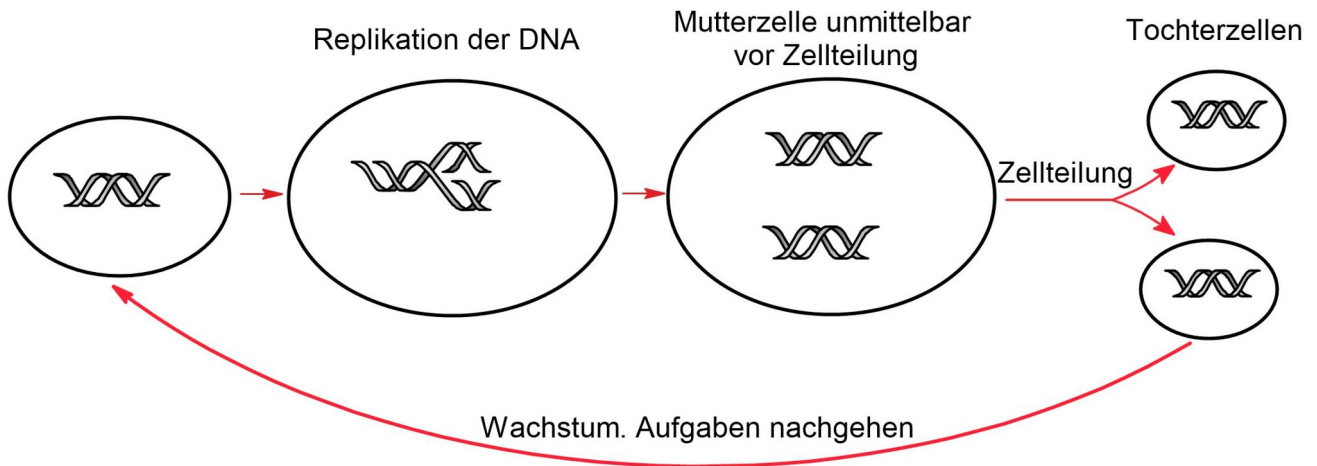 Replikation der DNA
Mutterzelle unmittelbar
vor Zellteilung
Tochterzellen
Zellteilung
Wachstum. Aufgaben nachgehen